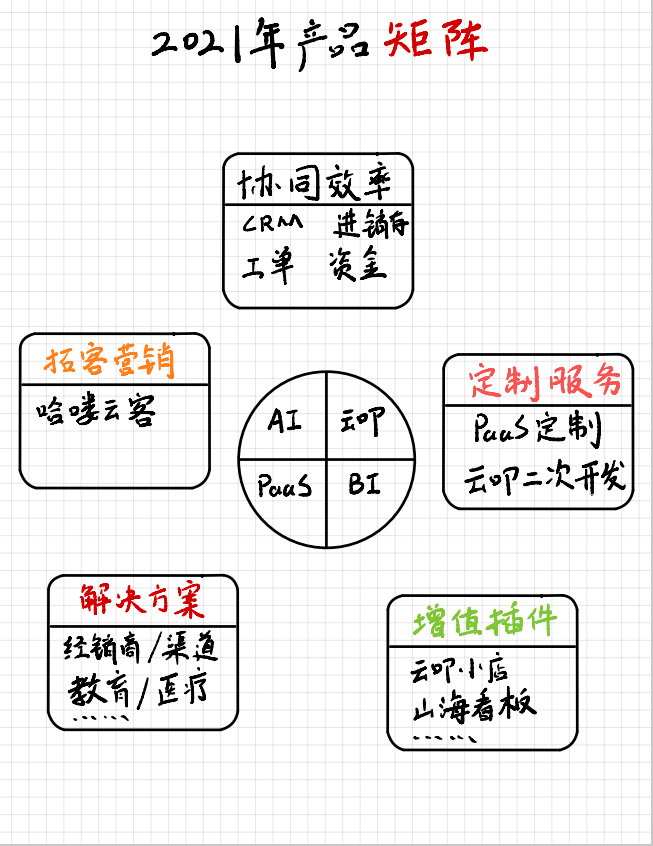 2021年产品矩阵
协同效率
CRM 进销存
工单 资金
拓客营销
哈喽云客
AI 云叩
PaaS BI
定制服务
PaaS定制
云叩二次开发
解决方案
经销商/渠道
教育/医疗
……
增值插件
云叩小店
山海看板
……